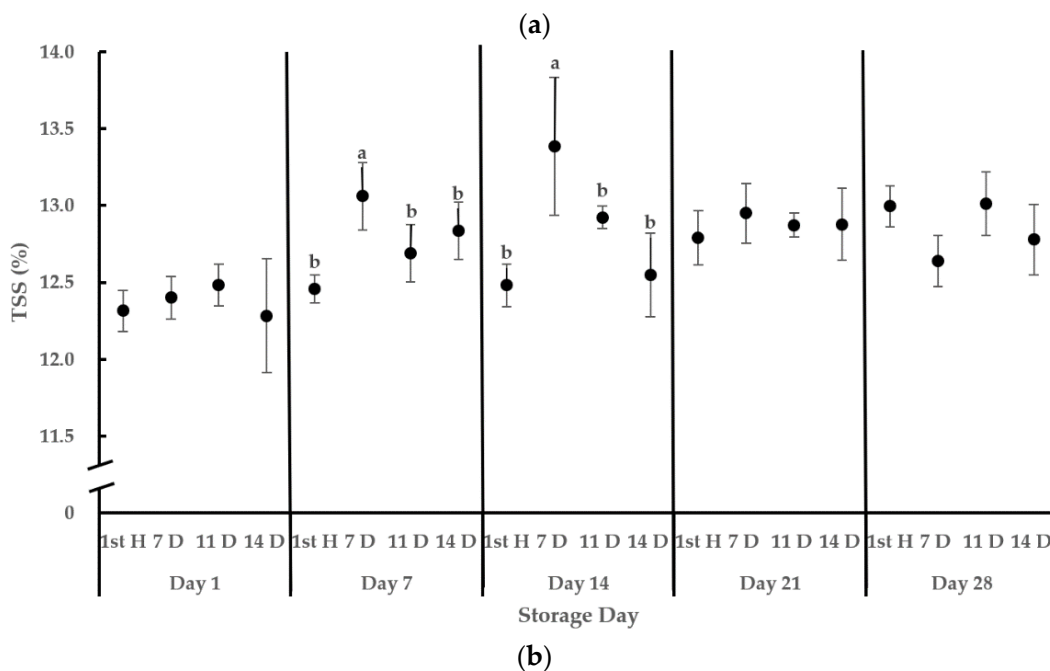 (a)
14.0
13.5
13.0
12.5
12.0
11.5
0
TSS (%)
a
b
b
b
a
b
b
b
1st H 7 D 11 D 14 D 1st H 7 D 11 D 14 D 1st H 7 D 11 D 14 D 1st H 7 D 11 D 14 D 1st H 7 D 11 D 14 D
Day 1 Day 7 Day 14 Day 21 Day 28
Storage Day
(b)